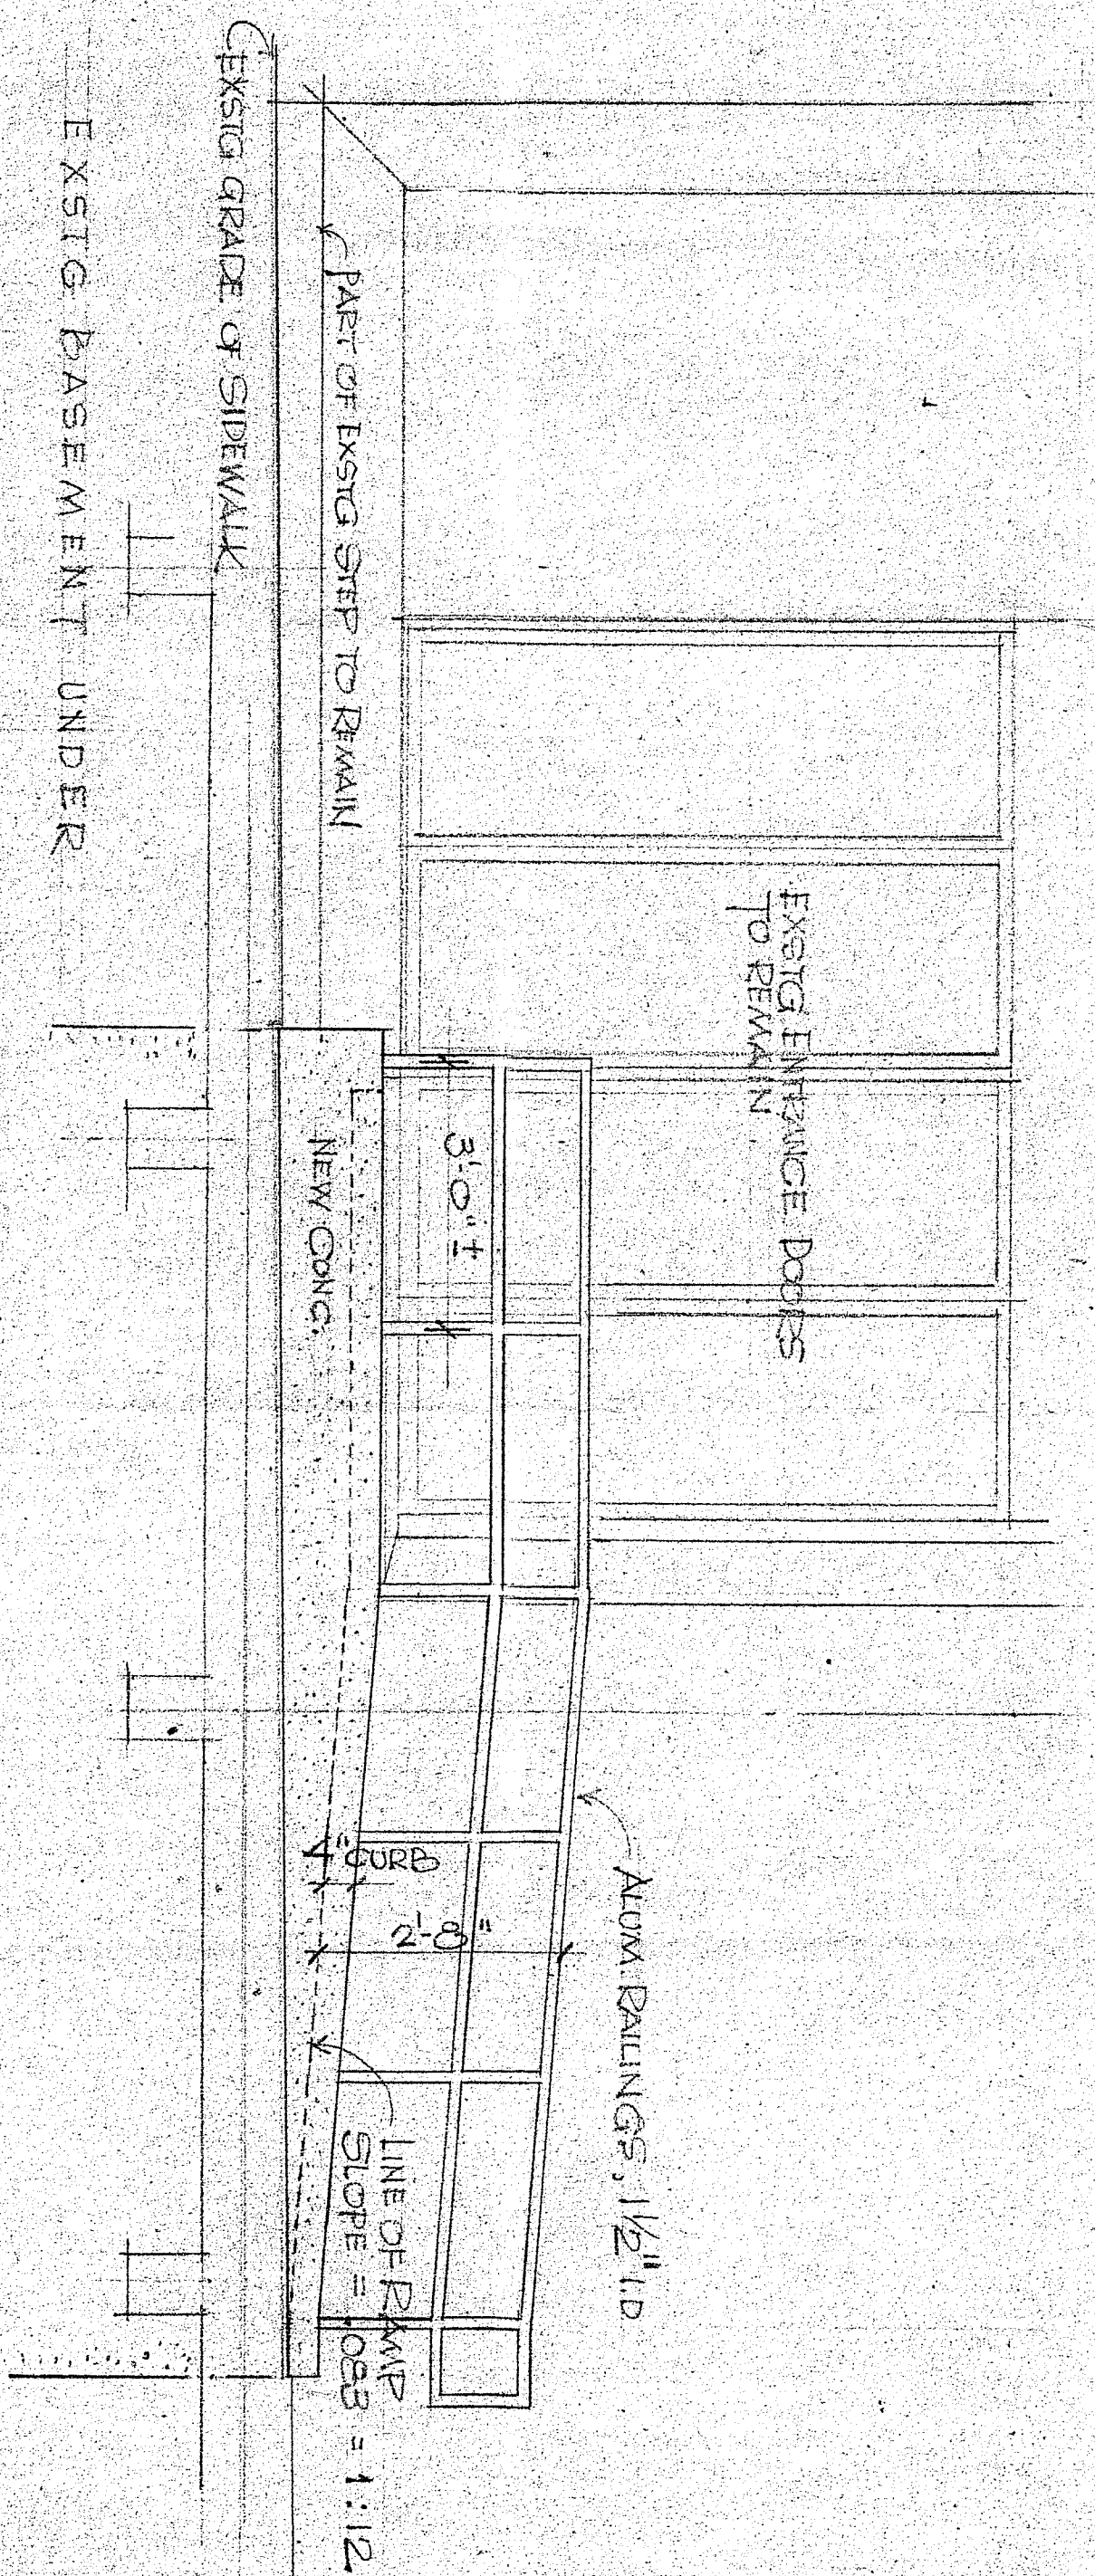 EXSTG ENTRANCE DOORS
TO REMAIN
ALUM. RAILINGS, 1½" I.D
3'-0" ±
2'-8"
4" CURB
PART OF EXSTG STEP TO REMAIN
LINE OF RAMP
SLOPE = .083 = 1:12
NEW CONC.
EXSTG GRADE OF SIDEWALK
EXSTG BASEMENT UNDER